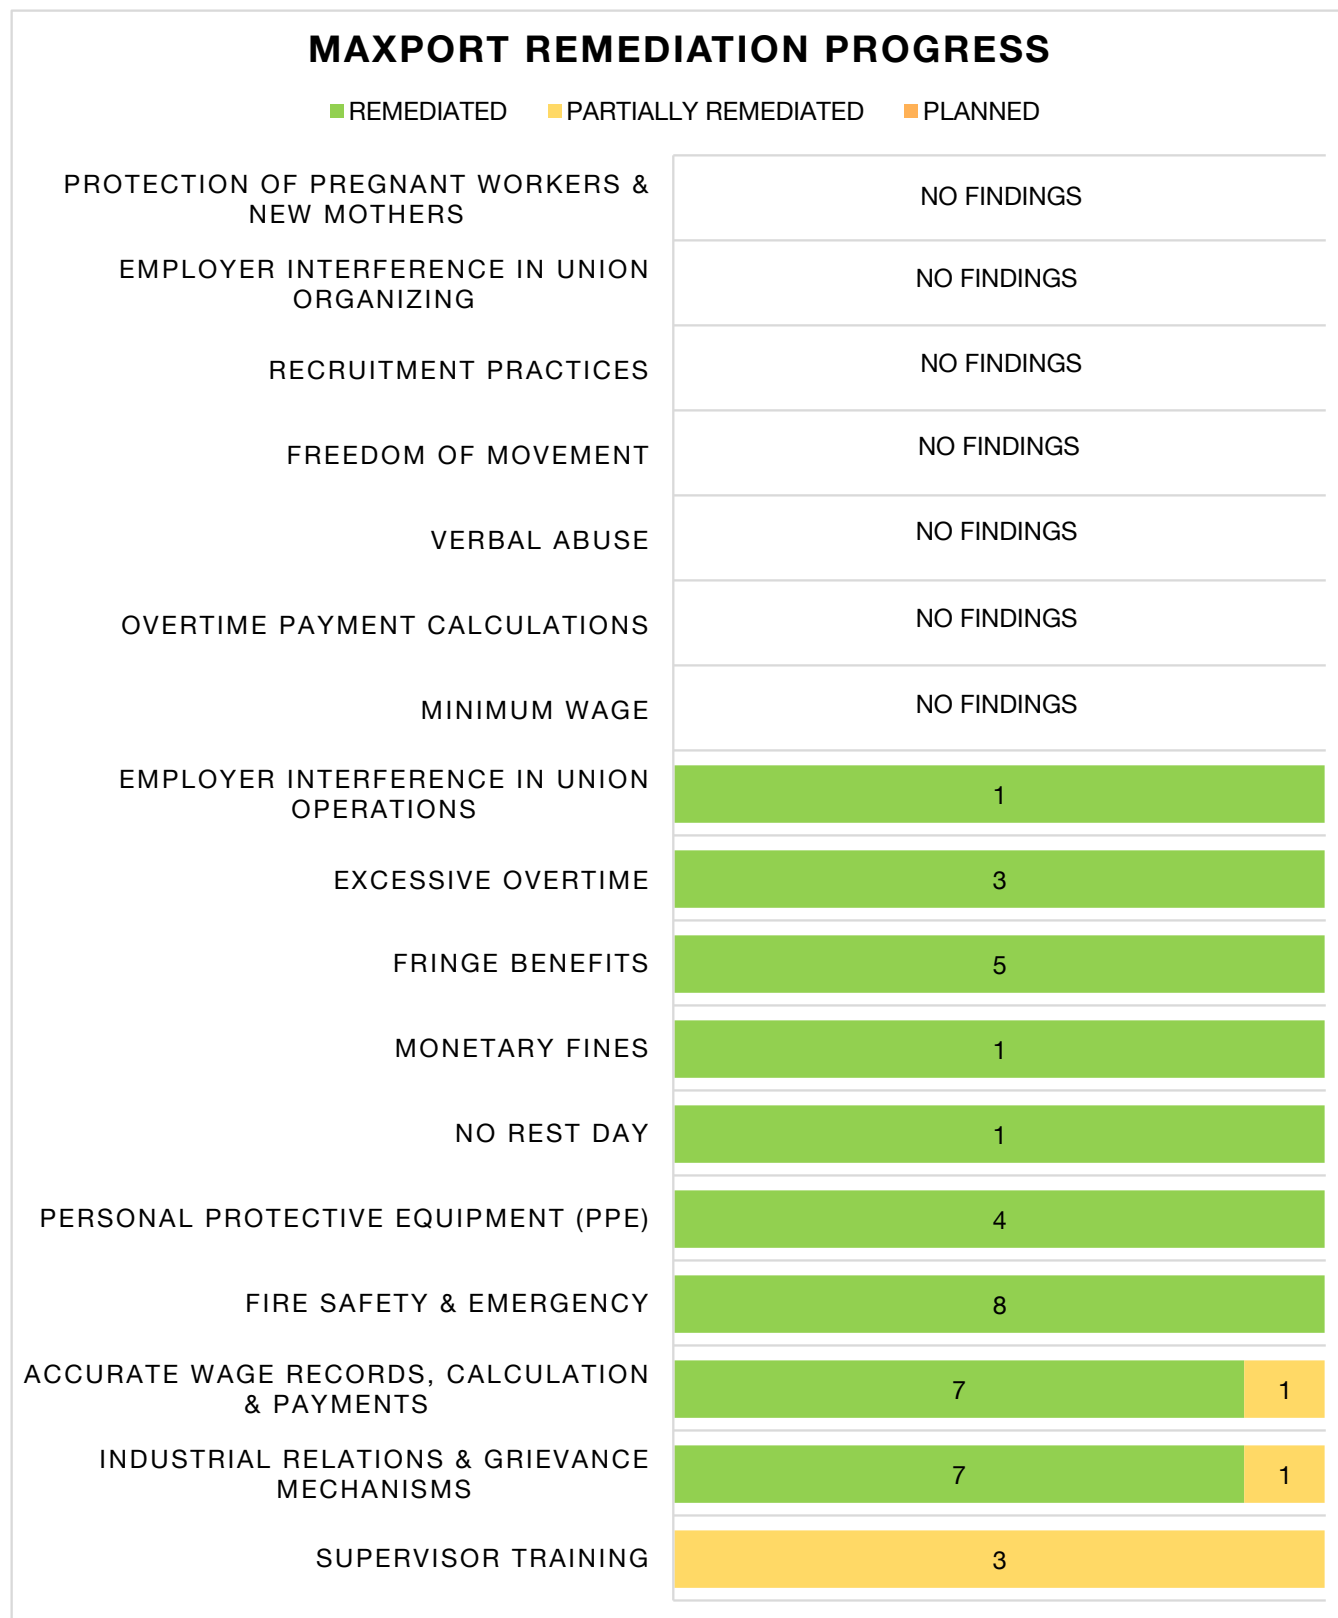 MAXPORT REMEDIATION PROGRESS
REMEDIATED PARTIALLY REMEDIATED PLANNED
PROTECTION OF PREGNANT WORKERS &
NEW MOTHERS
NO FINDINGS
EMPLOYER INTERFERENCE IN UNION
ORGANIZING
NO FINDINGS
RECRUITMENT PRACTICES
NO FINDINGS
FREEDOM OF MOVEMENT
NO FINDINGS
VERBAL ABUSE
NO FINDINGS
OVERTIME PAYMENT CALCULATIONS
NO FINDINGS
MINIMUM WAGE
NO FINDINGS
EMPLOYER INTERFERENCE IN UNION
OPERATIONS
1
EXCESSIVE OVERTIME
3
FRINGE BENEFITS
5
MONETARY FINES
1
NO REST DAY
1
PERSONAL PROTECTIVE EQUIPMENT (PPE)
4
FIRE SAFETY & EMERGENCY
8
ACCURATE WAGE RECORDS, CALCULATION
& PAYMENTS
7 1
INDUSTRIAL RELATIONS & GRIEVANCE
MECHANISMS
7 1
SUPERVISOR TRAINING
3